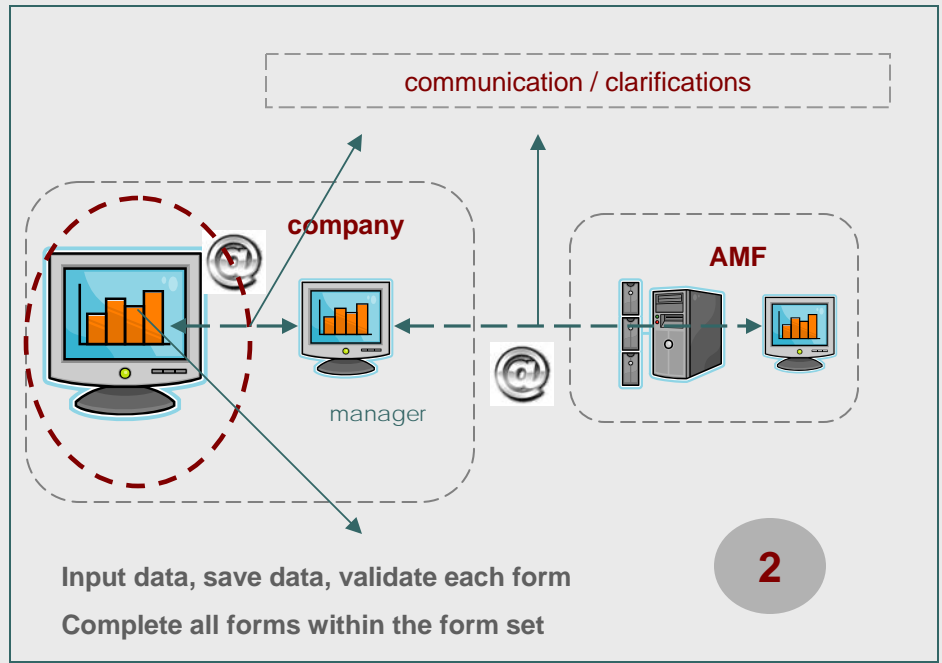 communication / clarifications
company
@
AMF
@
manager
2
Input data, save data, validate each form
Complete all forms within the form set